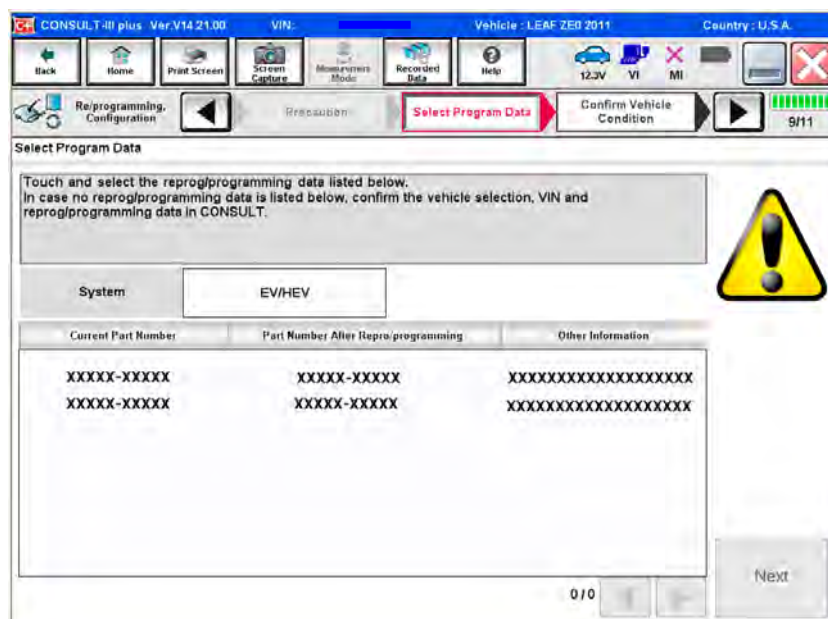 C+ CONSULT-III plus Ver.V14.21.00 VIN: Vehicle : LEAF ZE0 2011 Country : U.S.A.
Back Home Print Screen Screen Capture Measurement Mode Recorded Data Help 12.3V VI MI
Re/programming, Configuration Precaution Select Program Data Confirm Vehicle Condition 9/11
Select Program Data
Touch and select the reprog/programming data listed below.
In case no reprog/programming data is listed below, confirm the vehicle selection, VIN and
reprog/programming data in CONSULT.
System EV/HEV
Current Part Number Part Number After Repro/programming Other Information
XXXXX-XXXXX XXXXX-XXXXX XXXXXXXXXXXXXXXXXXX
XXXXX-XXXXX XXXXX-XXXXX XXXXXXXXXXXXXXXXXXX
Next
0/0